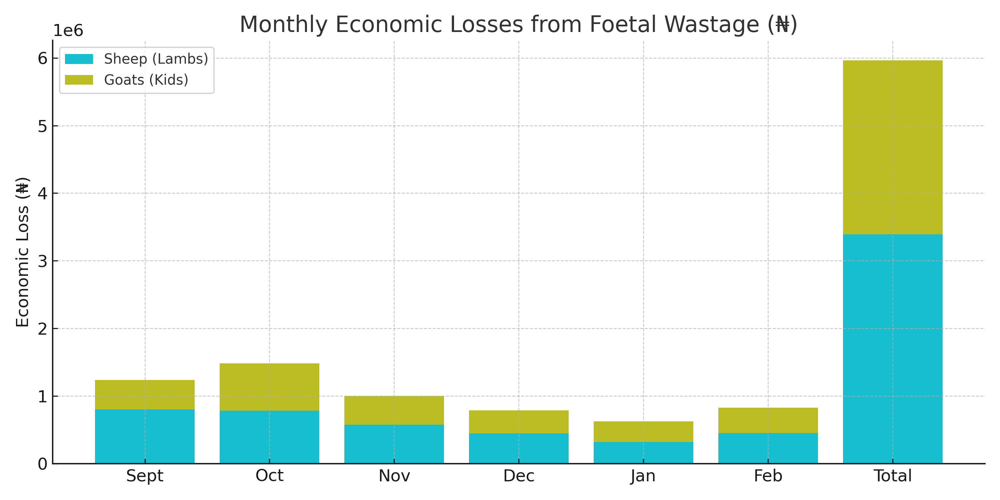 Monthly Economic Losses from Foetal Wastage (₦)
1e6
Sheep (Lambs)
Goats (Kids)
6
5
4
3
2
1
0
Economic Loss (₦)
Sept Oct Nov Dec Jan Feb Total